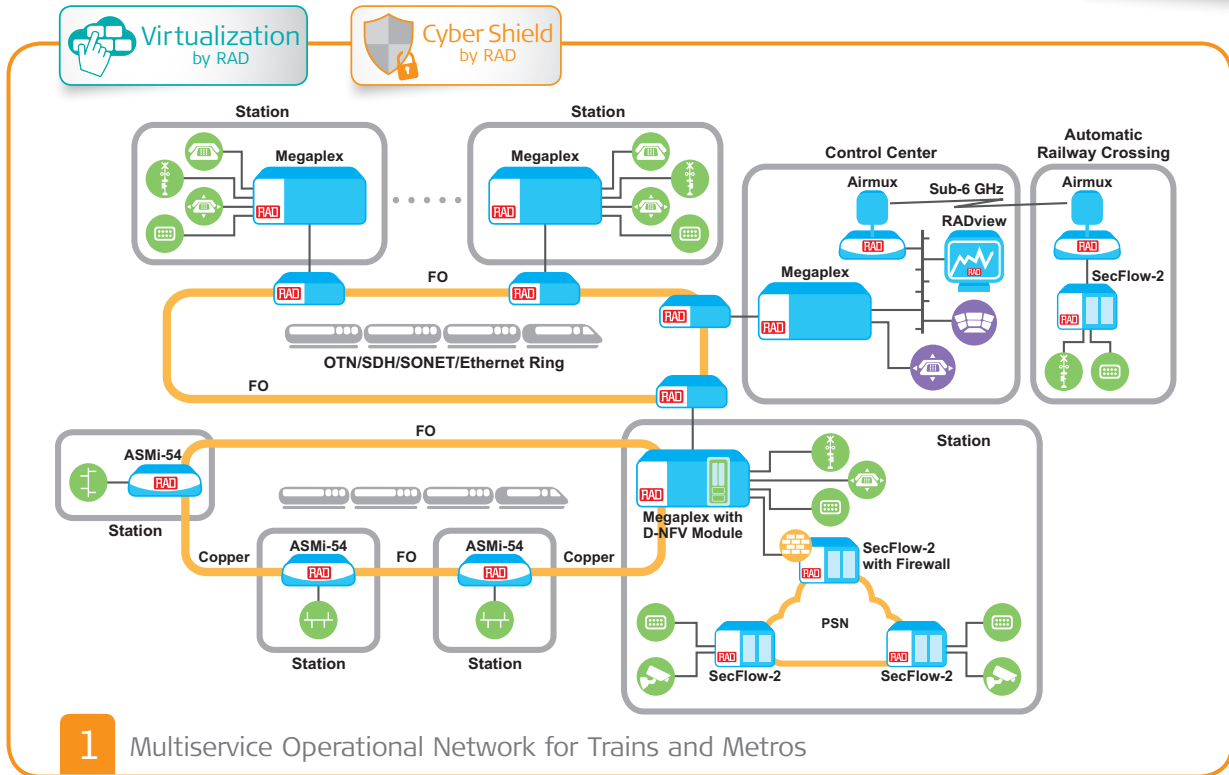 Virtualization
by RAD
Cyber Shield
by RAD
Station
Megaplex
RAD
RAD
Station
Megaplex
RAD
RAD
FO
OTN/SDH/SONET/Ethernet Ring
FO
RAD
RAD
Control Center
Airmux
RAD
Sub-6 GHz
RADview
RAD
Megaplex
RAD
Automatic
Railway Crossing
Airmux
RAD
SecFlow-2
RAD
FO
ASMi-54
RAD
Station
Copper
ASMi-54
RAD
Station
FO
ASMi-54
RAD
Station
Copper
Station
RAD
Megaplex with
D-NFV Module
SecFlow-2
with Firewall
RAD
PSN
RAD
SecFlow-2
RAD
SecFlow-2
1
Multiservice Operational Network for Trains and Metros